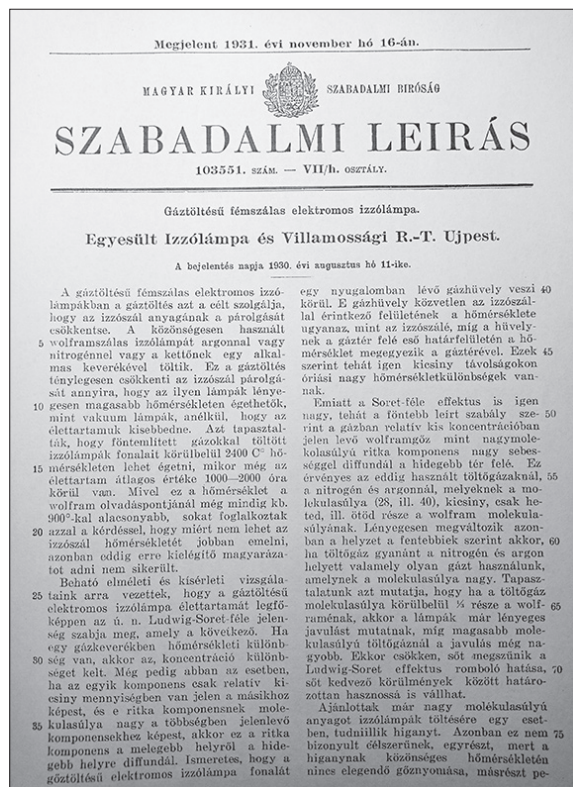 Megjelent 1931. évi november hó 16-án.
MAGYAR KIRÁLYI SZABADALMI BIRÓSÁG
SZABADALMI LEIRÁS
103551. SZÁM. — VII/h. OSZTÁLY.
Gáztöltésű fémszálas elektromos izzólámpa.
Egyesült Izzólámpa és Villamossági R.-T. Ujpest.
A bejelentés napja 1930. évi augusztus hó 11-ike.
A gáztöltésű fémszálas elektromos izzó-
lámpákban a gáztöltés azt a célt szolgálja,
hogy az izzószál anyagának a párolgását
csökkentse. A közönségesen használt
5 wolframszálas izzólámpát argonnal vagy
nitrogénnel vagy a kettőnek egy alkal-
mas keverékével töltik. Ez a gáztöltés
ténylegesen csökkenti az izzószál párolgá-
sát annyira, hogy az ilyen lámpák lénye-
10 gesen magasabb hőmérsékleten égethetők,
mint vakuum lámpák, anélkül, hogy az
élettartamuk kisebbedne. Azt tapasztal-
ták, hogy föntemlített gázokkal töltött
izzólámpák fonalait körülbelül 2400 C° hő-
15 mérsékleten lehet égetni, mikor még az
élettartam átlagos értéke 1000—2000 óra
körül van. Mivel ez a hőmérséklet a
wolfram olvadáspontjánál még mindig kb.
900°-kal alacsonyabb, sokat foglalkoztak
20 azzal a kérdéssel, hogy miért nem lehet az
izzószál hőmérsékletét jobban emelni,
azonban eddig erre kielégítő magyaráza-
tot adni nem sikerült.
Beható elméleti és kísérleti vizsgála-
25 taink arra vezettek, hogy a gáztöltésű
elektromos izzólámpa élettartamát legfő-
képpen az ú. n. Ludwig-Soret-féle jelen-
ség szabja meg, amely a következő. Ha
egy gázkeverékben hőmérsékleti különb-
30 ség van, akkor az, koncentráció különb-
séget kelt. Még pedig abban az esetben,
ha az egyik komponens csak relatív ki-
csiny mennyiségben van jelen a másikhoz
képest, és e ritka komponensnek mole-
35 kulasúlya nagy a többségben jelenlevő
komponensekhez képest, akkor ez a ritka
komponens a melegebb helyről a hide-
gebb helyre diffundál. Ismeretes, hogy a
gőztöltésű elektromos izzólámpa fonalát
egy nyugalomban lévő gázhüvely veszi 40
körül. E gázhüvely közvetlen az izzószál-
lal érintkező felületének a hőmérséklete
ugyanaz, mint az izzószálé, míg a hüvely-
nek a gáztér felé eső határfelületén a hő-
mérséklet megegyezik a gáztérével. Ezek 45
szerint tehát igen kicsiny távolságokon
óriási nagy hőmérsékletkülönbségek van-
nak.
Emiatt a Soret-féle effektus is igen
nagy, tehát a föntebb leírt szabály sze- 50
rint a gázban relatív kis koncentrációban
jelen levő wolframgőz mint nagymole-
kulasúlyú ritka komponens nagy sebes-
séggel diffundál a hidegebb tér felé. Ez
érvényes az eddig használt töltőgázaknál, 55
a nitrogén és argonnál, melyeknek a mo-
lekulasúlya (28, ill. 40), kicsiny, csak he-
ted, ill. ötöd része a wolfram molekula-
súlyának. Lényegesen megváltozik azon-
ban a helyzet a fentebbiek szerint akkor, 60
ha töltőgáz gyanánt a nitrogén és argon
helyett valamely olyan gázt használunk,
amelynek a molekulasúlya nagy. Tapasz-
talatunk azt mutatja, hogy ha a töltőgáz
molekulasúlya körülbelül ⅓ része a wolf- 65
raménak, akkor a lámpák már lényeges
javulást mutatnak, míg magasabb mole-
kulasúlyú töltőgáznál a javulás még na-
gyobb. Ekkor csökken, sőt megszünik a
Ludwig-Soret effektus romboló hatása, 70
sőt kedvező körülmények között határo-
zottan hasznossá is válhat.
Ajánlottak már nagy molékulasúlyú
anyagot izzólámpák töltésére egy eset-
ben, tudniillik higanyt. Azonban ez nem 75
bizonyult célszerűnek, egyrészt, mert a
higanynak közönséges hőmérsékletén
nincs elegendő gőznyomása, másrészt pe-